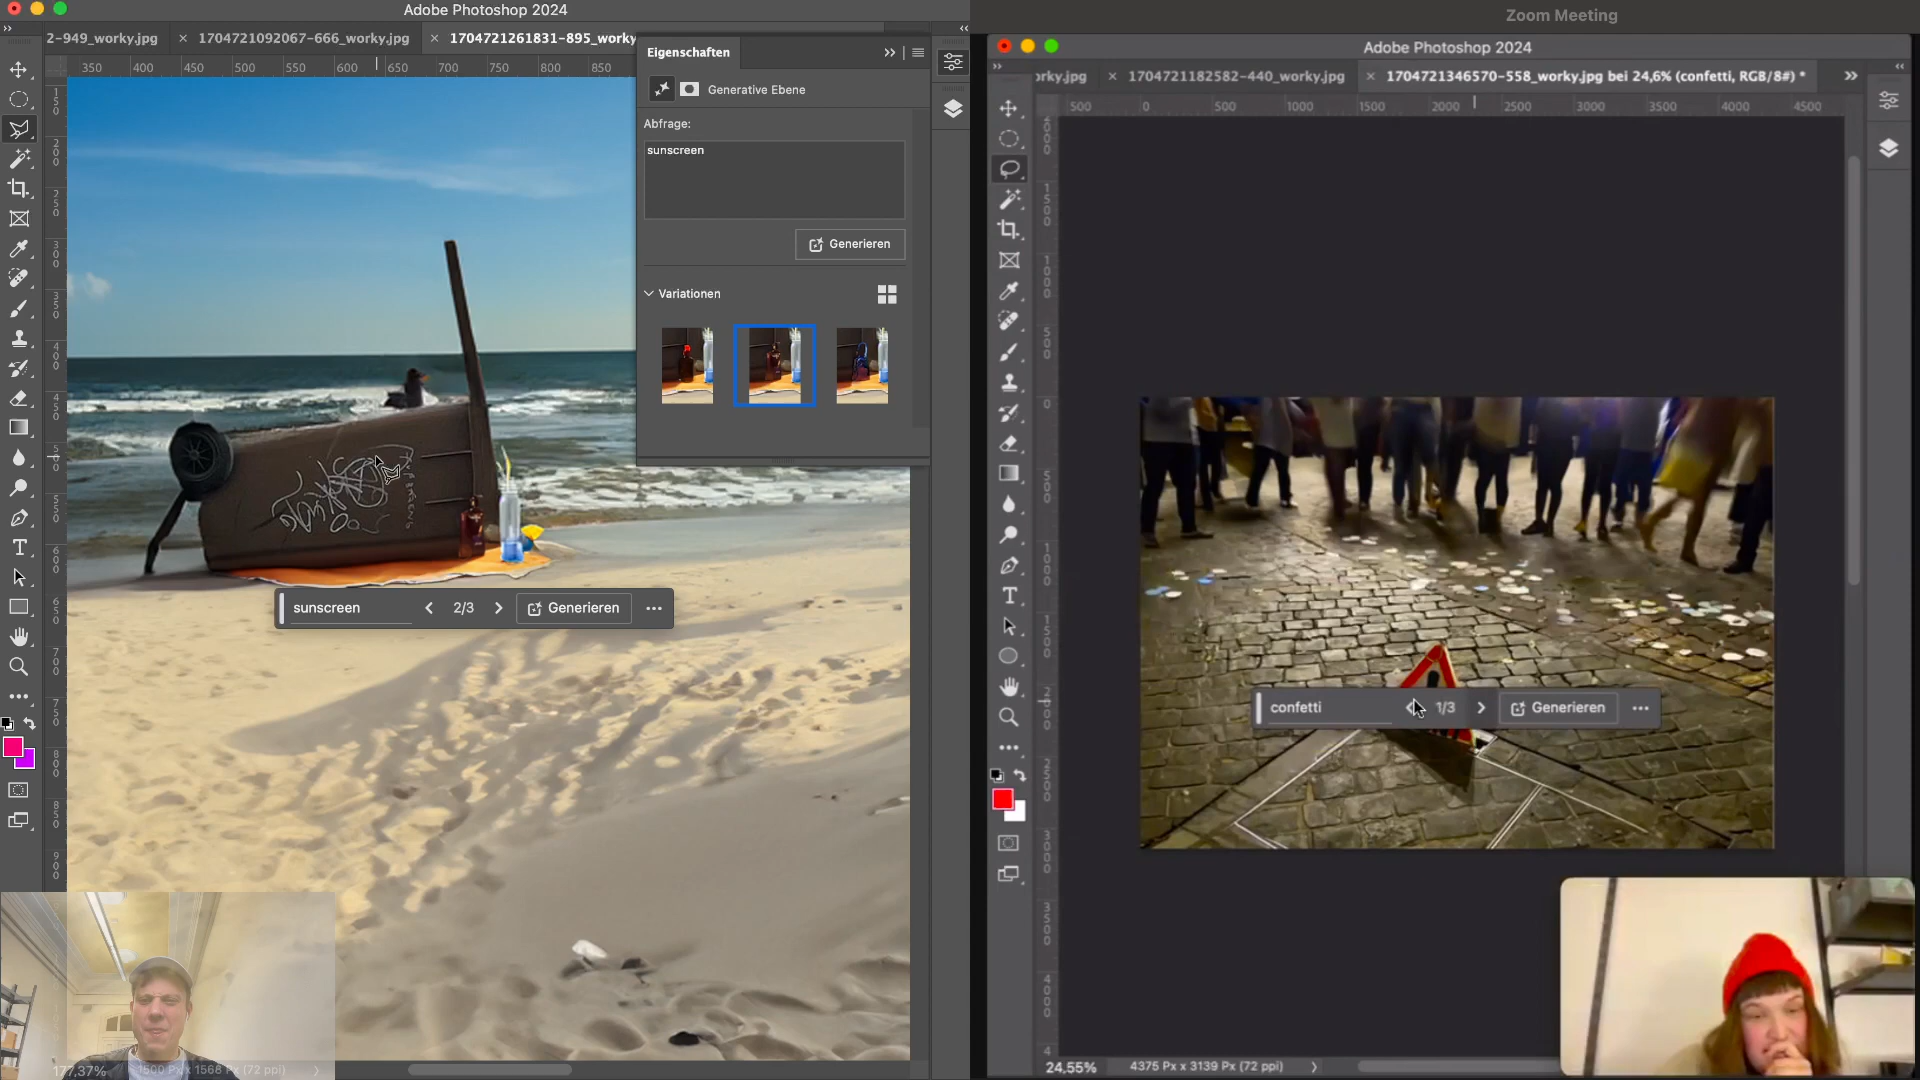 Adobe Photoshop 2024
2-949_worky.jpg
1704721092067-666_worky.jpg
1704721261831-895_worky
350 400 450 500 550 600 650 700 750 800 850
Eigenschaften
Generative Ebene
Abfrage:
sunscreen
Generieren
Variationen
sunscreen
2/3
Generieren
177,37%
1500 Px x 1568 Px (72 ppi)
Zoom Meeting
Adobe Photoshop 2024
orky.jpg
1704721182582-440_worky.jpg
1704721346570-558_worky.jpg bei 24,6% (confetti, RGB/8#) *
500 0 500 1000 1500 2000 2500 3000 3500 4000 4500
confetti
1/3
Generieren
24,55%
4375 Px x 3139 Px (72 ppi)